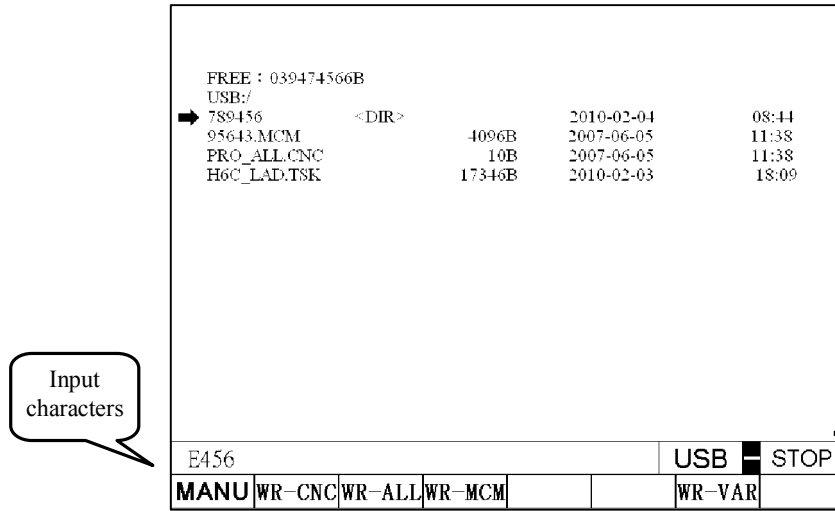 FREE：039474566B
USB:/
789456 <DIR> 2010-02-04 08:44
95643.MCM 4096B 2007-06-05 11:38
PRO_ALL.CNC 10B 2007-06-05 11:38
H6C_LAD.TSK 17346B 2010-02-03 18:09
Input
characters
E456 USB STOP
MANU WR-CNC WR-ALL WR-MCM WR-VAR